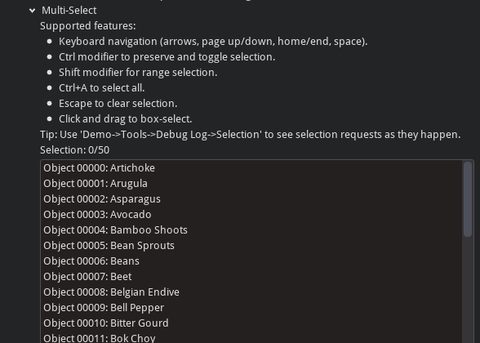 Multi-Select
Supported features:
Keyboard navigation (arrows, page up/down, home/end, space).
Ctrl modifier to preserve and toggle selection.
Shift modifier for range selection.
Ctrl+A to select all.
Escape to clear selection.
Click and drag to box-select.
Tip: Use 'Demo->Tools->Debug Log->Selection' to see selection requests as they happen.
Selection: 0/50
Object 00000: Artichoke
Object 00001: Arugula
Object 00002: Asparagus
Object 00003: Avocado
Object 00004: Bamboo Shoots
Object 00005: Bean Sprouts
Object 00006: Beans
Object 00007: Beet
Object 00008: Belgian Endive
Object 00009: Bell Pepper
Object 00010: Bitter Gourd
Object 00011: Bok Choy